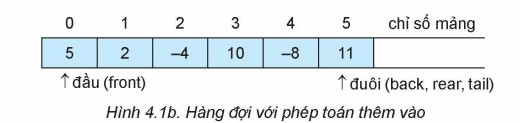 0 1 2 3 4 5 chỉ số mảng
5 2 –4 10 –8 11
↑đầu (front) ↑đuôi (back, rear, tail)
Hình 4.1b. Hàng đợi với phép toán thêm vào